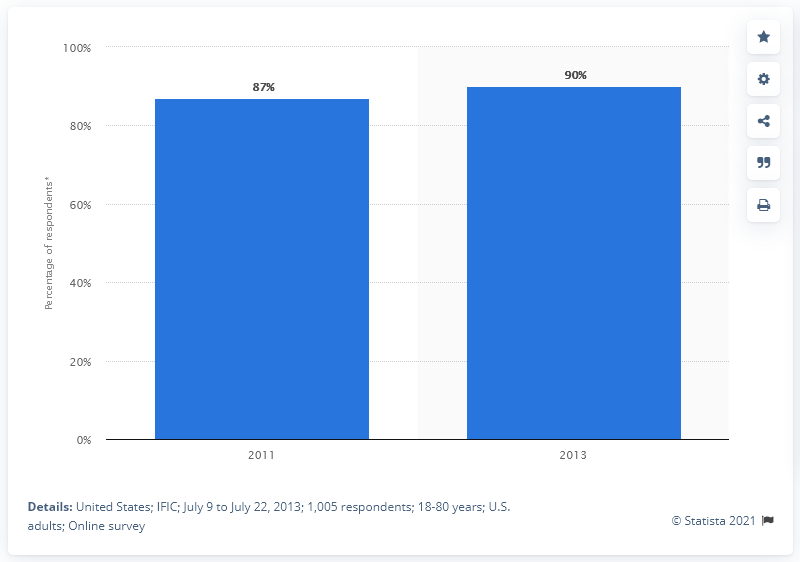 100%
80%
60%
40%
20%
0%
Percentage of respondents*
87%
90%
2011
2013
Details: United States; IFIC; July 9 to July 22, 2013; 1,005 respondents; 18-80 years; U.S.
adults; Online survey
© Statista 2021